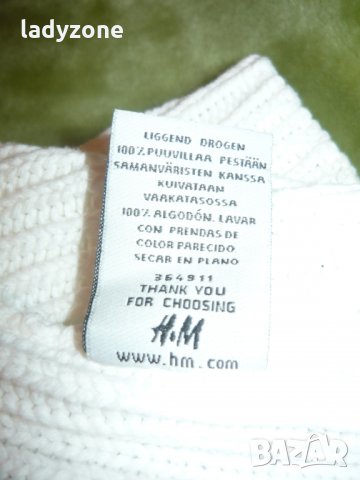 ladyzone
LIGGEND DROGEN
100% PUUVILLAA PESTÄÄN
SAMANVÄRISTEN KANSSA
KUIVATAAN
VAAKATASOSSA
100% ALGODÓN. LAVAR
CON PRENDAS DE
COLOR PARECIDO
SECAR EN PLANO
364911
THANK YOU
FOR CHOOSING
H&M
www.hm.com
BAZAR